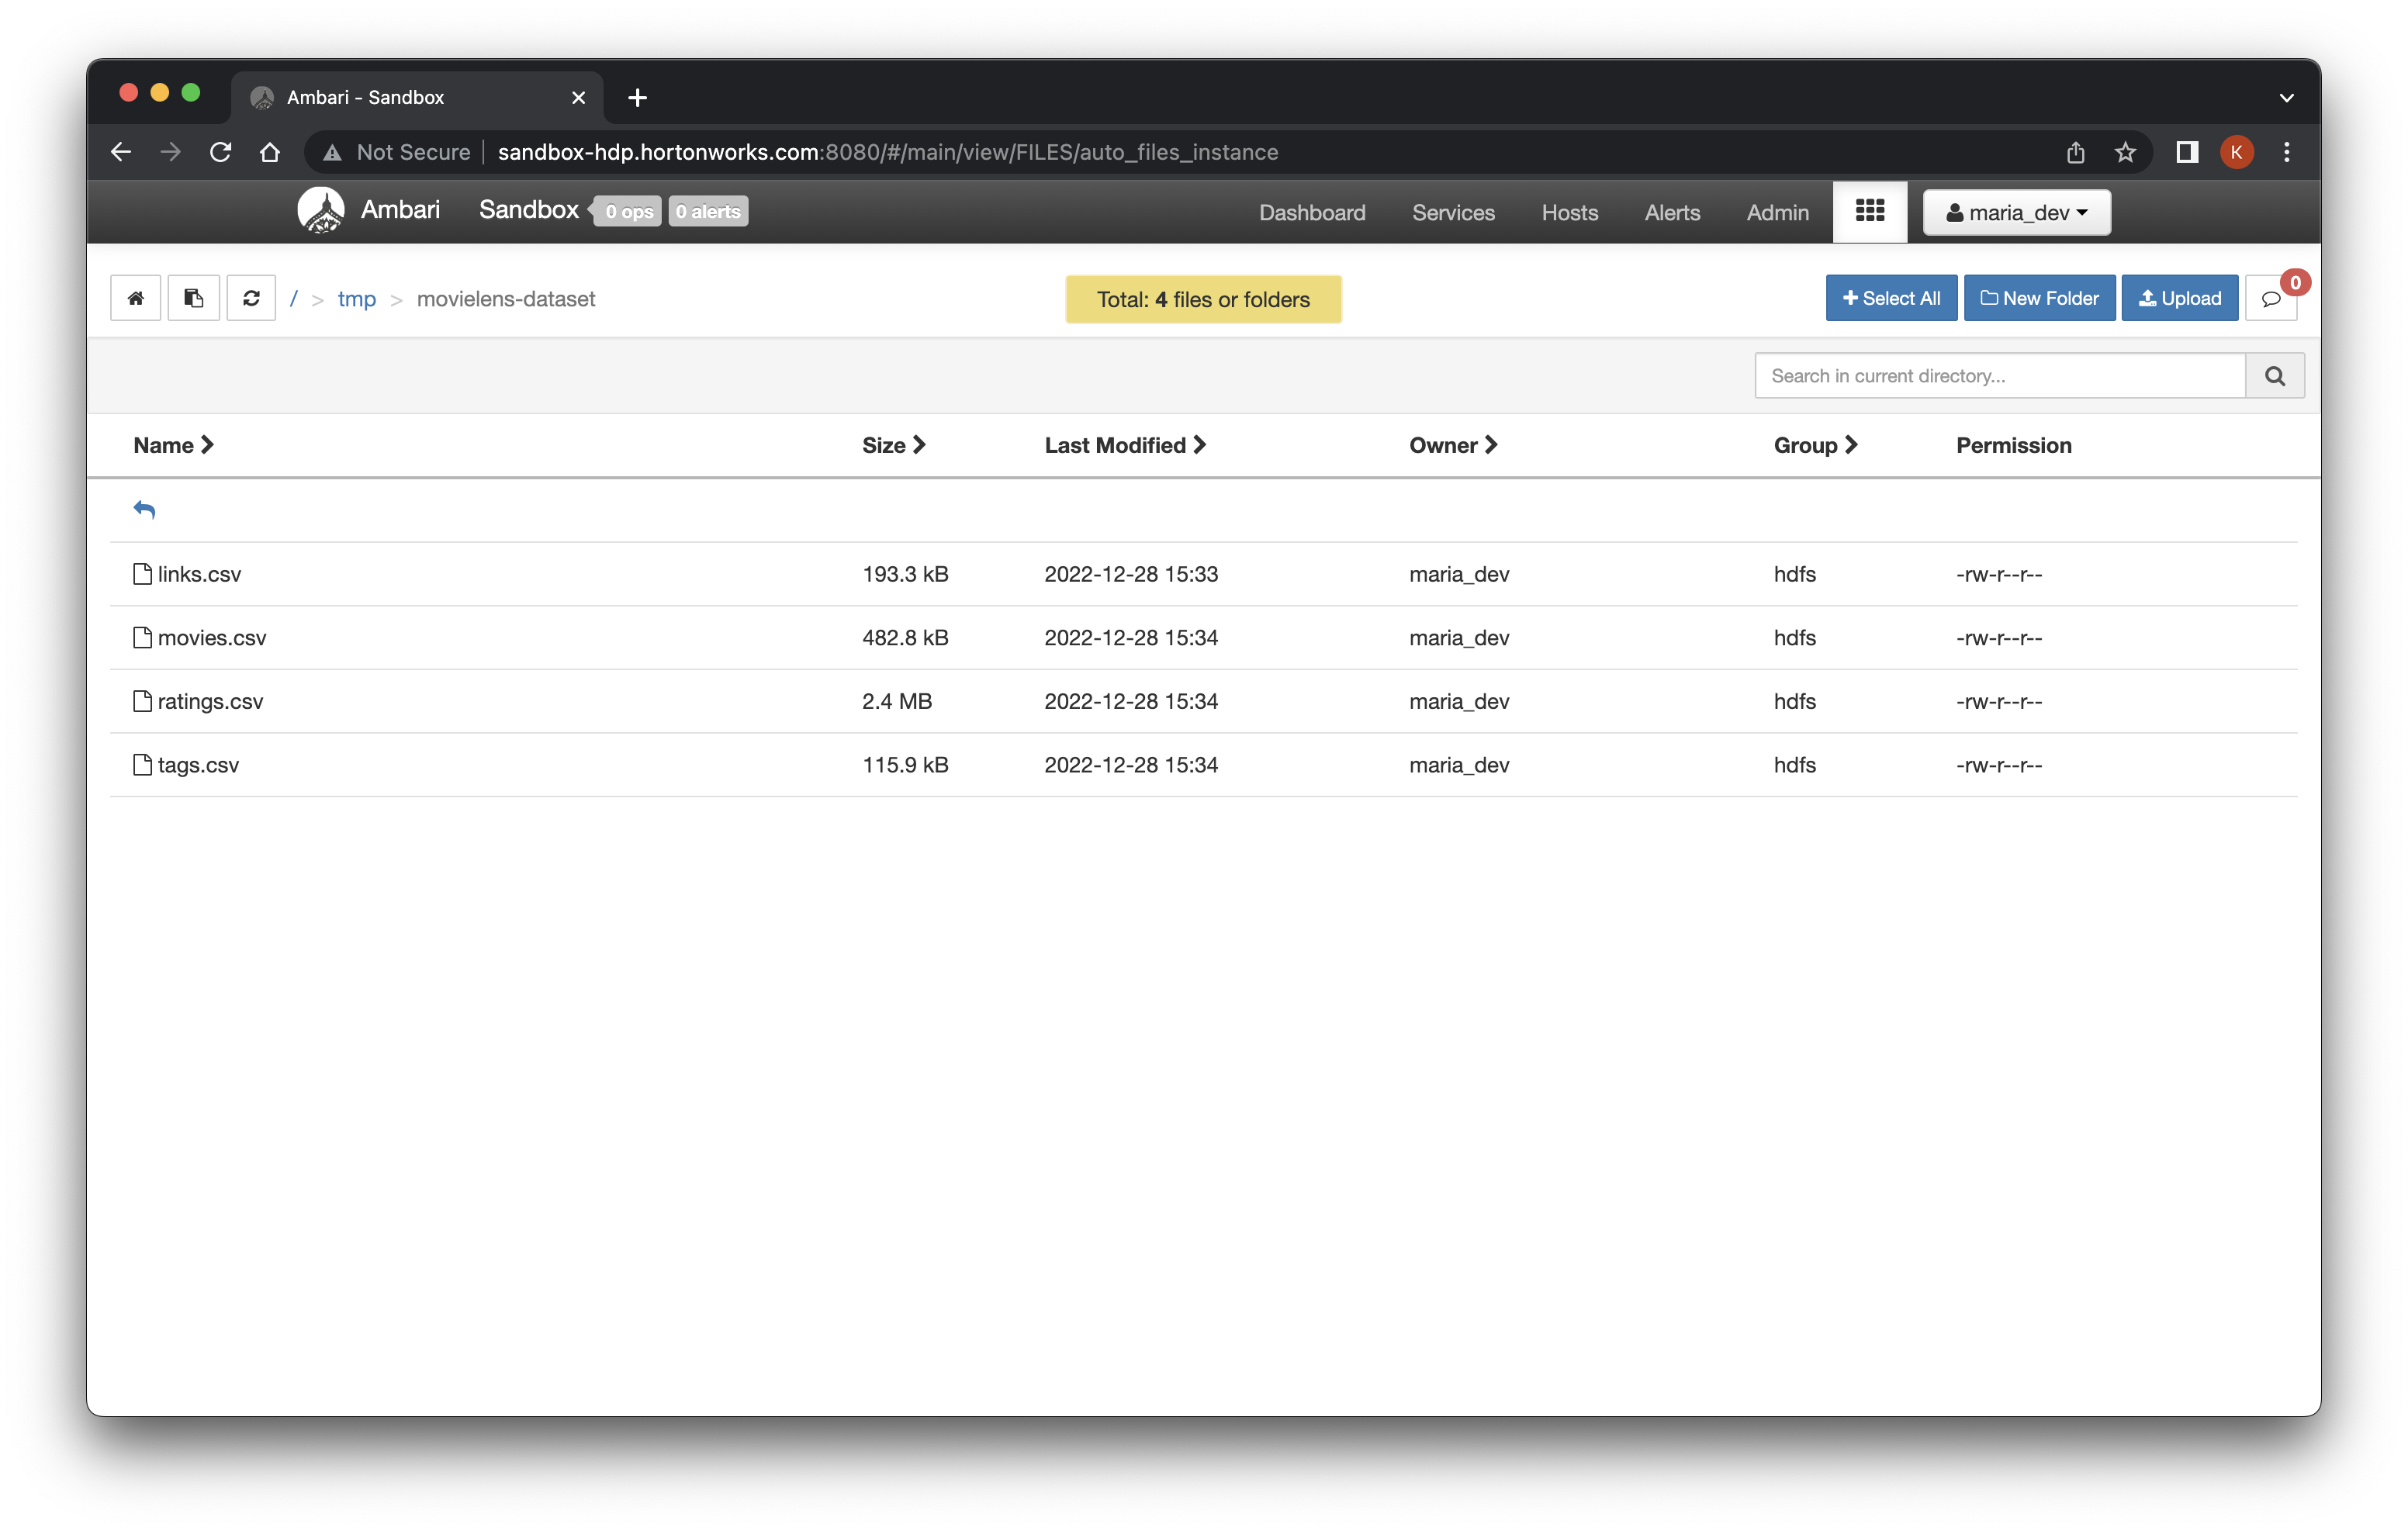 Ambari - Sandbox
Not Secure sandbox-hdp.hortonworks.com:8080/#/main/view/FILES/auto_files_instance K
Ambari Sandbox 0 ops 0 alerts Dashboard Services Hosts Alerts Admin maria_dev
/ > tmp > movielens-dataset Total: 4 files or folders Select All New Folder Upload 0
Search in current directory...
Name Size Last Modified Owner Group Permission
links.csv 193.3 kB 2022-12-28 15:33 maria_dev hdfs -rw-r--r--
movies.csv 482.8 kB 2022-12-28 15:34 maria_dev hdfs -rw-r--r--
ratings.csv 2.4 MB 2022-12-28 15:34 maria_dev hdfs -rw-r--r--
tags.csv 115.9 kB 2022-12-28 15:34 maria_dev hdfs -rw-r--r--